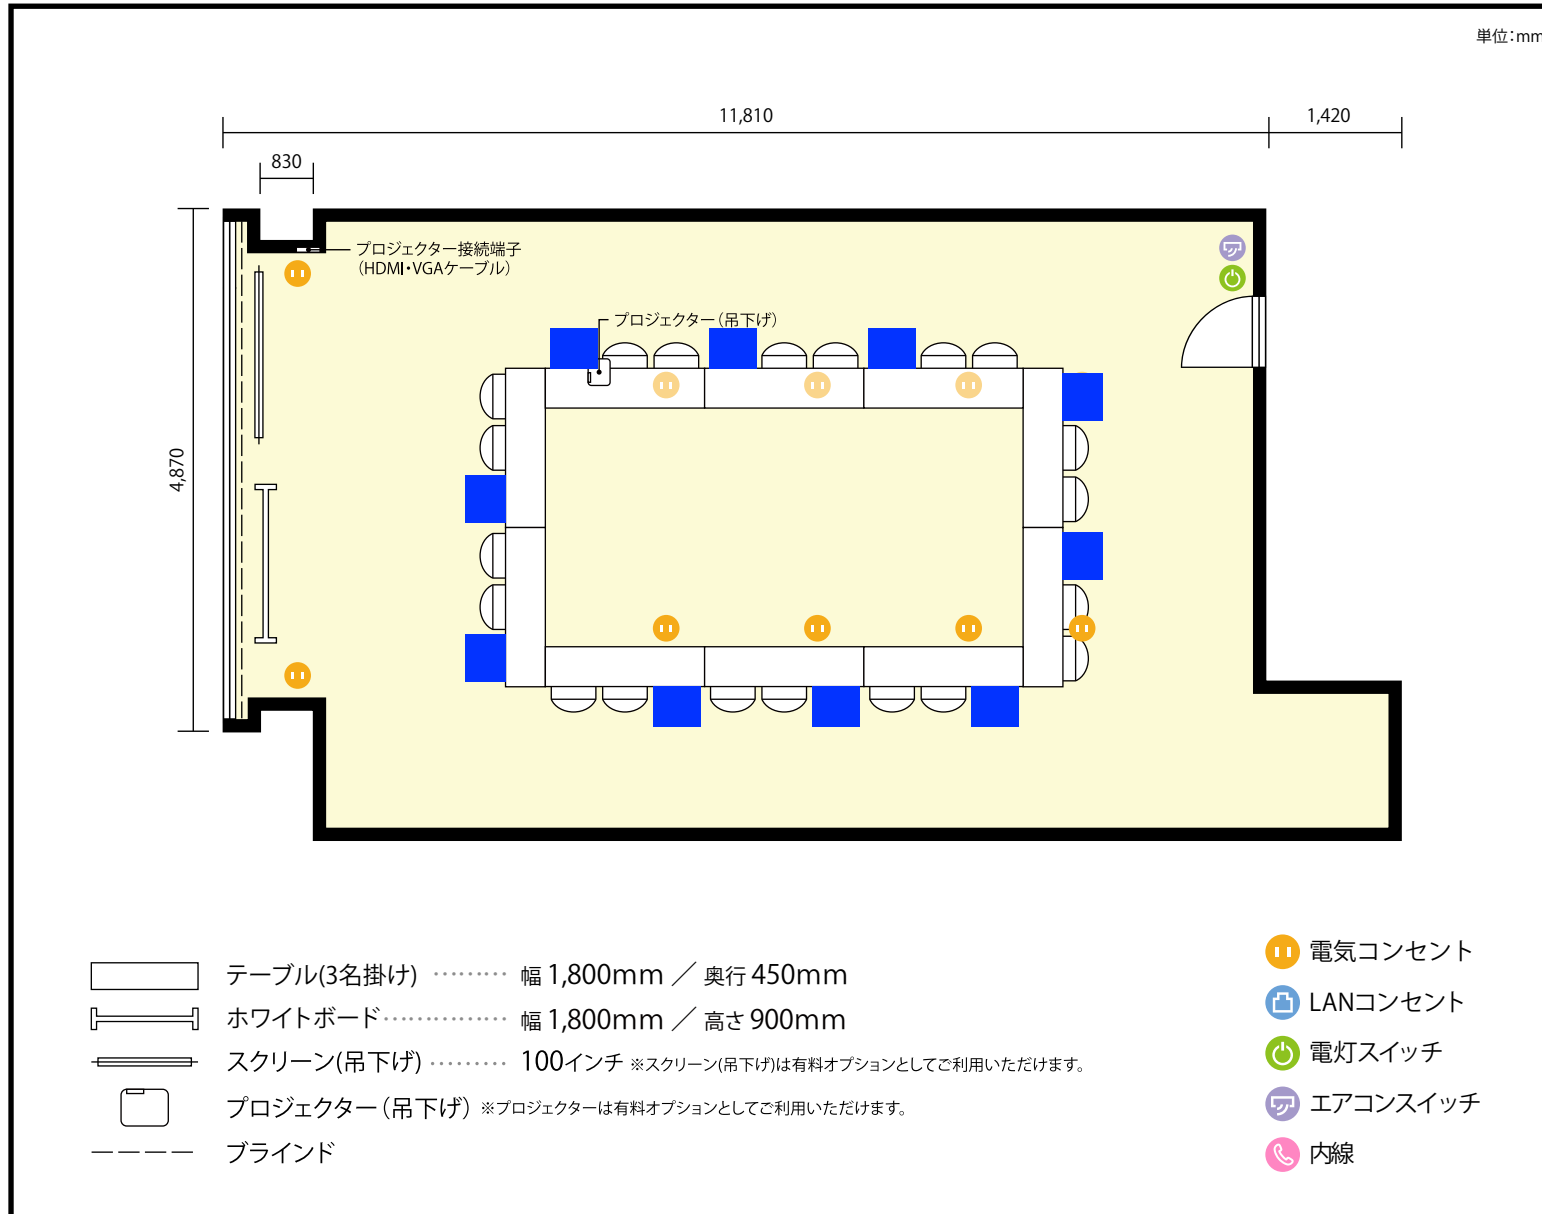 単位：mm
11,810
1,420
830
プロジェクター接続端子
（HDMI・VGAケーブル）
プロジェクター（吊下げ）
4,870
テーブル(3名掛け) ········· 幅 1,800mm ／ 奥行 450mm
ホワイトボード··············· 幅 1,800mm ／ 高さ 900mm
スクリーン(吊下げ) ········· 100インチ ※スクリーン(吊下げ)は有料オプションとしてご利用いただけます。
プロジェクター（吊下げ）※プロジェクターは有料オプションとしてご利用いただけます。
ブラインド
電気コンセント
LANコンセント
電灯スイッチ
エアコンスイッチ
内線